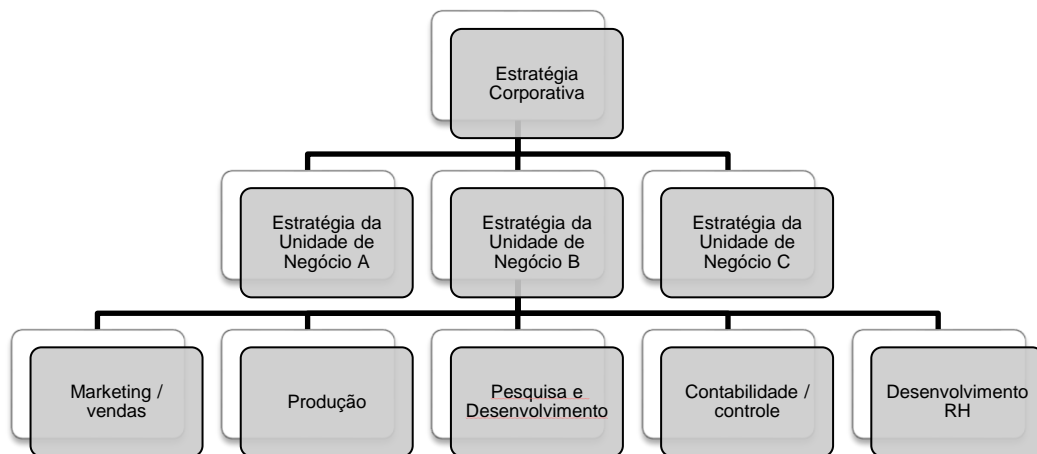 Estratégia
Corporativa
Estratégia da
Unidade de
Negócio A
Estratégia da
Unidade de
Negócio B
Estratégia da
Unidade de
Negócio C
Marketing /
vendas
Produção
Pesquisa e
Desenvolvimento
Contabilidade /
controle
Desenvolvimento
RH